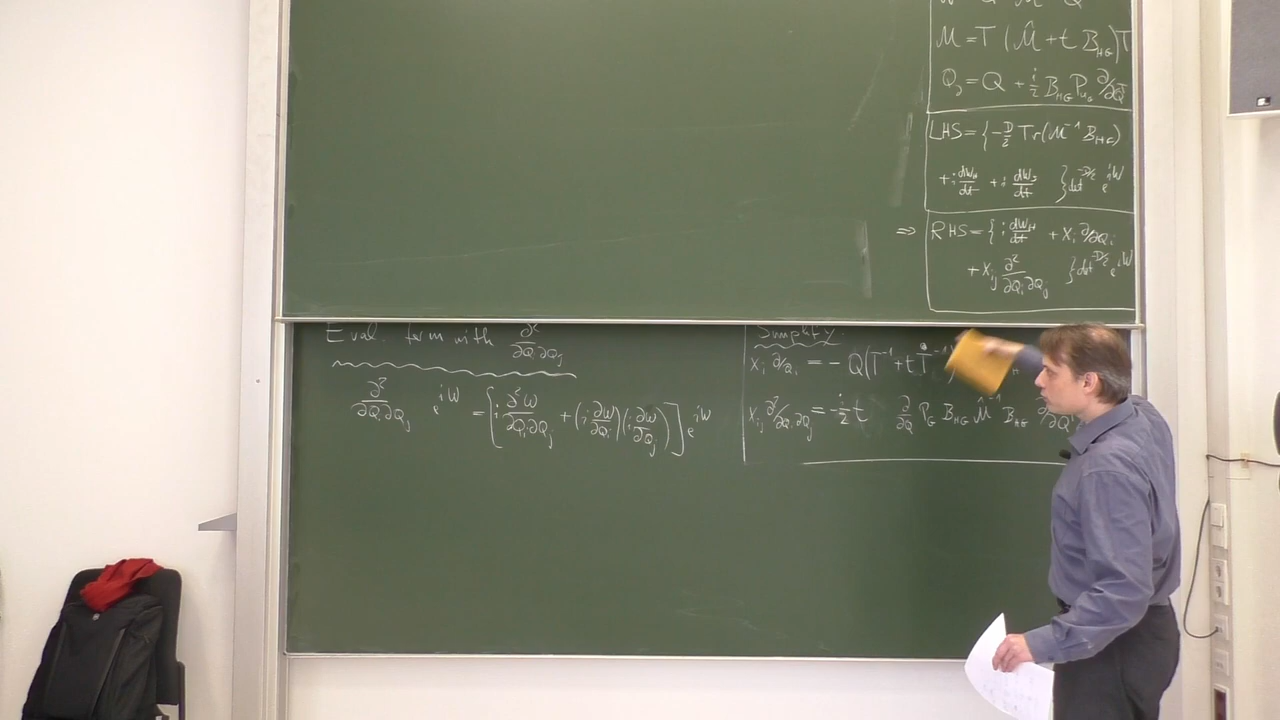 M = T ( M̂ + t B_HG ) T
Q_J = Q + i/2 B_HG P_uG ∂/∂Q
LHS = { -D/2 Tr(M^-1 B_HG)
+ i dW_H/dt + i dW_J/dt } det^-D/2 e^iW
⇒ RHS = { i dW_H/dt + X_i ∂/∂Q_i
+ X_ij ∂²/∂Q_i∂Q_j } det^-D/2 e^iW
Eval. term with ∂²/∂Q_i∂Q_j
∂²/∂Q_i∂Q_j e^iW = [ i ∂²W/∂Q_i∂Q_j + (i ∂W/∂Q_i)(i ∂W/∂Q_j) ] e^iW
Simplify:
X_i ∂/∂Q_i = - Q(T^-1 + t Ṫ^-1
X_ij ∂²/∂Q_i∂Q_j = -i/2 t ∂/∂Q P_G B_HG M̂^-1 B_HG ∂/∂Q